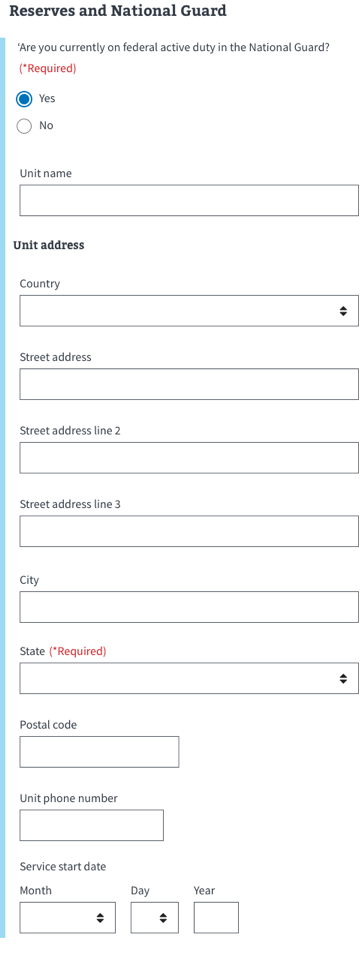 Reserves and National Guard
‘Are you currently on federal active duty in the National Guard?
(*Required)
Yes
No
Unit name
Unit address
Country
Street address
Street address line 2
Street address line 3
City
State (*Required)
Postal code
Unit phone number
Service start date
Month Day Year